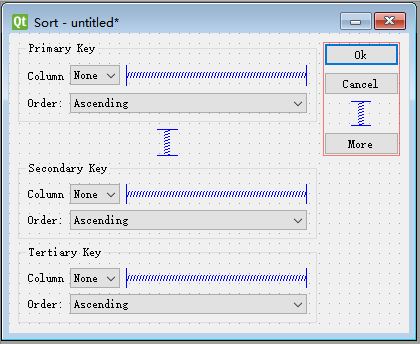 Qt Sort - untitled*
Primary Key
Column None
Order: Ascending
Ok
Cancel
More
Secondary Key
Column None
Order: Ascending
Tertiary Key
Column None
Order: Ascending